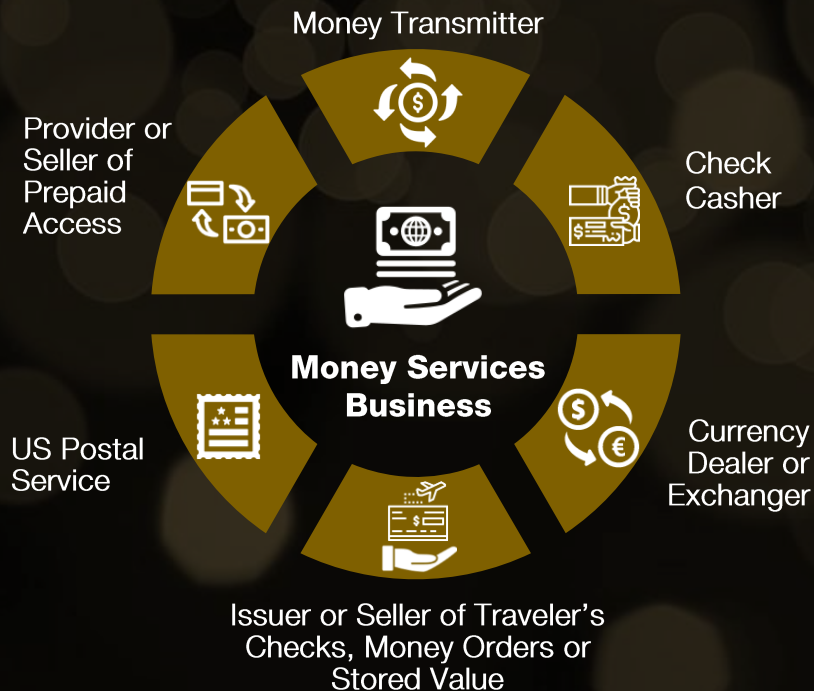 Money Transmitter
Provider or
Seller of
Prepaid
Access
Check
Casher
Money Services
Business
US Postal
Service
Currency
Dealer or
Exchanger
Issuer or Seller of Traveler’s
Checks, Money Orders or
Stored Value